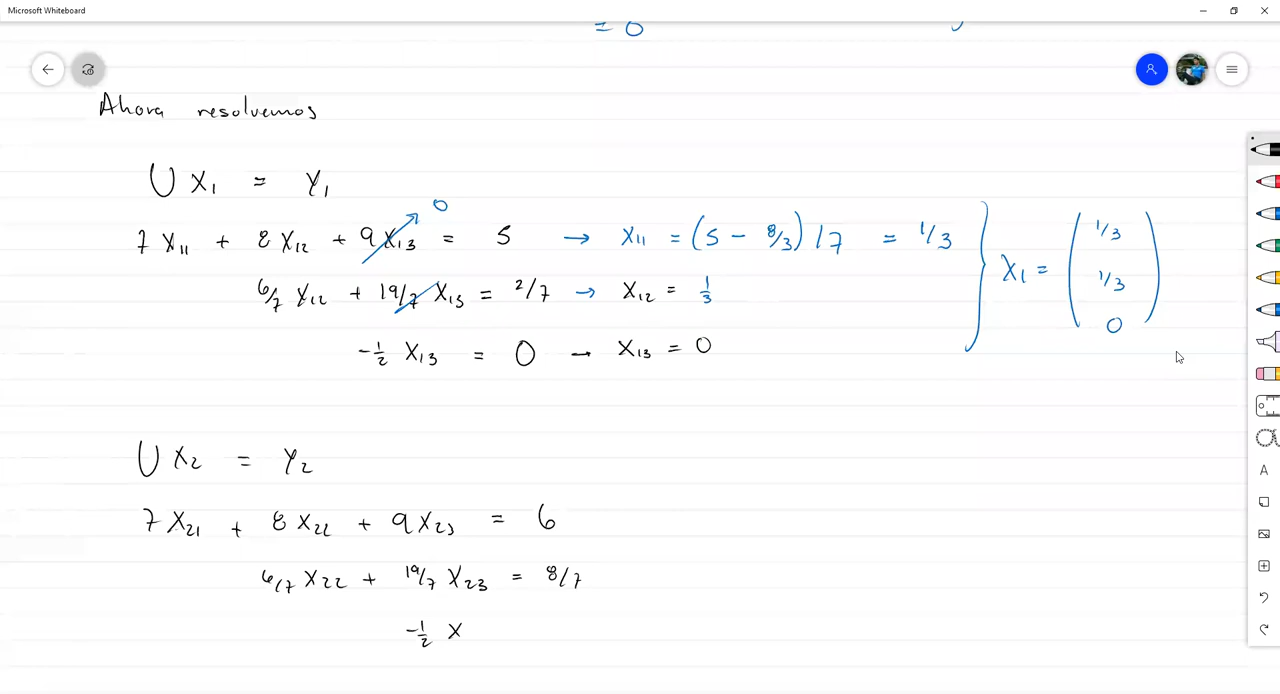 Microsoft Whiteboard
= 0
Ahora resolvemos
U X₁ = Y₁
7 X₁₁ + 8 X₁₂ + 9 X₁₃ = 5 → X₁₁ = (5 - 8/3) / 7 = 1/3
0
6/7 X₁₂ + 19/7 X₁₃ = 2/7 → X₁₂ = 1/3
-1/2 X₁₃ = 0 → X₁₃ = 0
X₁ = ( 1/3
1/3
0 )
U X₂ = Y₂
7 X₂₁ + 8 X₂₂ + 9 X₂₃ = 6
6/7 X₂₂ + 19/7 X₂₃ = 8/7
-1/2 X
A